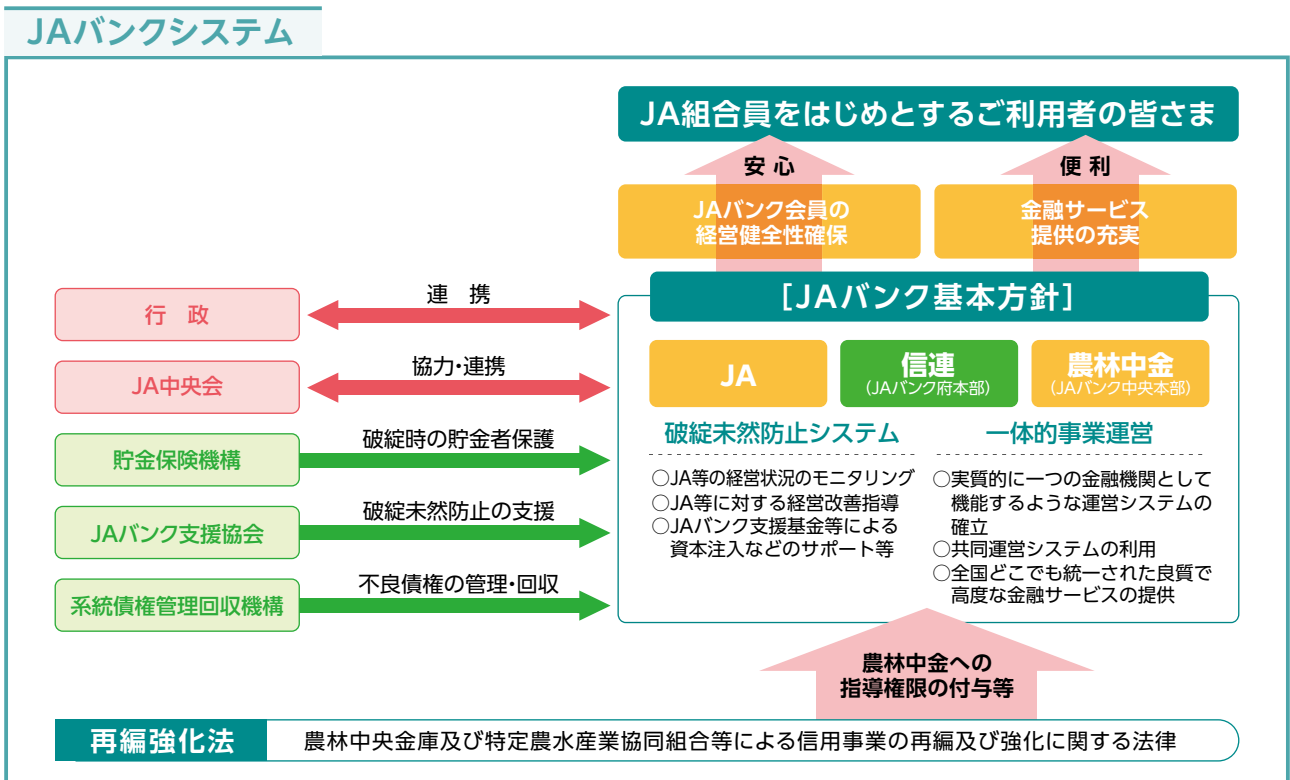 JAバンクシステム
JA組合員をはじめとするご利用者の皆さま
安 心
便 利
JAバンク会員の
経営健全性確保
金融サービス
提供の充実
[JAバンク基本方針]
行 政
連 携
JA中央会
協力・連携
貯金保険機構
破綻時の貯金者保護
JAバンク支援協会
破綻未然防止の支援
系統債権管理回収機構
不良債権の管理・回収
JA
信連
(JAバンク府本部)
農林中金
(JAバンク中央本部)
破綻未然防止システム
○JA等の経営状況のモニタリング
○JA等に対する経営改善指導
○JAバンク支援基金等による
資本注入などのサポート等
一体的事業運営
○実質的に一つの金融機関として
機能するような運営システムの
確立
○共同運営システムの利用
○全国どこでも統一された良質で
高度な金融サービスの提供
農林中金への
指導権限の付与等
再編強化法
農林中央金庫及び特定農水産業協同組合等による信用事業の再編及び強化に関する法律